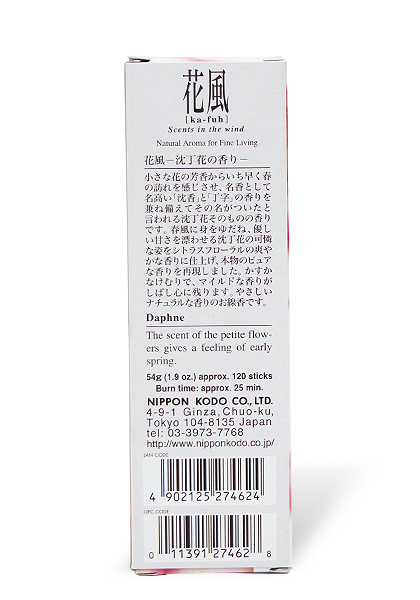 花風
[ka-fuh]
Scents in the wind
Natural Aroma for Fine Living
花風－沈丁花の香り－
小さな花の芳香からいち早く春
の訪れを感じさせ、名香として
名高い「沈香」と「丁字」の香りを
兼ね備えてその名がついたと
言われる沈丁花そのものの香り
です。春風に身をゆだね、優し
い甘さを漂わせる沈丁花の可憐
な姿をシトラスフローラルの爽や
かな香りに仕上げ、本物のピュア
な香りを再現しました。かすか
なけむりで、マイルドな香りが
しばし心に残ります。やさしい
ナチュラルな香りのお線香です。
Daphne
The scent of the petite flow-
ers gives a feeling of early
spring.
54g (1.9 oz.) approx. 120 sticks
Burn time: approx. 25 min.
NIPPON KODO CO., LTD.
4-9-1 Ginza, Chuo-ku,
Tokyo 104-8135 Japan
tel: 03-3973-7768
http://www.nipponkodo.co.jp/
JAN CODE
4 902125 274624
UPC CODE
0 11391 27462 8